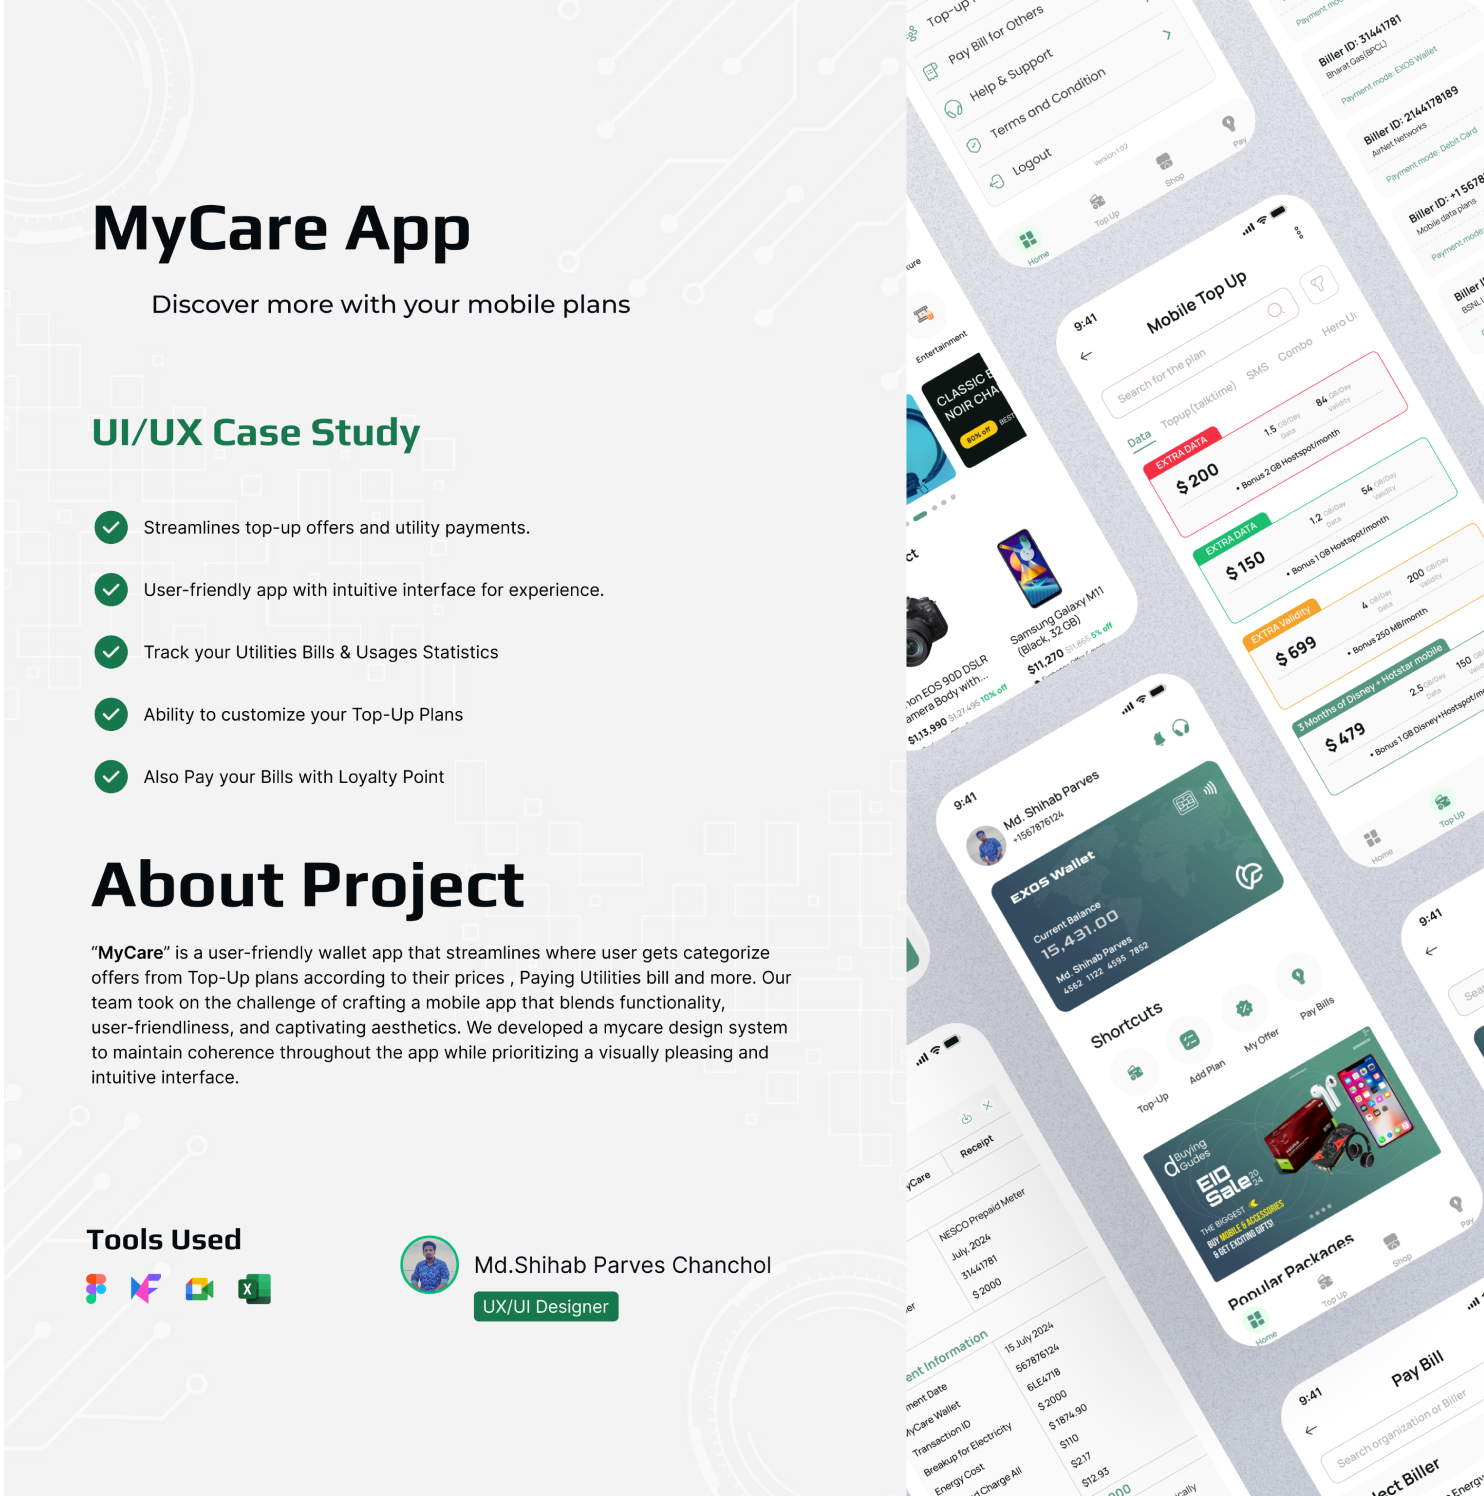 MyCare App
Discover more with your mobile plans
UI/UX Case Study
Streamlines top-up offers and utility payments.
User-friendly app with intuitive interface for experience.
Track your Utilities Bills & Usages Statistics
Ability to customize your Top-Up Plans
Also Pay your Bills with Loyalty Point
About Project
“MyCare” is a user-friendly wallet app that streamlines where user gets categorize
offers from Top-Up plans according to their prices , Paying Utilities bill and more. Our
team took on the challenge of crafting a mobile app that blends functionality,
user-friendliness, and captivating aesthetics. We developed a mycare design system
to maintain coherence throughout the app while prioritizing a visually pleasing and
intuitive interface.
Tools Used
Md.Shihab Parves Chanchol
UX/UI Designer
Top-up
Pay Bill for Others
Help & Support
Terms and Condition
Logout
Version 1.02
Home
Top Up
Shop
Pay
Biller ID: 31441781
Bharat Gas(BPCL)
Payment mode: EXOS Wallet
Biller ID: 2144178189
AirNet Networks
Payment mode: Debit Card
Biller ID: +1 5678
Mobile data plans
Payment mode:
Entertainment
CLASSIC
NOIR
80% off
BEST
Samsung Galaxy M11
(Black, 32 GB)
$11,270 $11,865 5% off
EOS 90D DSLR
Body with...
$1,13,990 $1,27,495 10% off
9:41
Mobile Top Up
Search for the plan
Data
Topup(talktime)
SMS
Combo
Hero
EXTRA DATA
$200
1.5 GB/Day
Data
84 GB/Day
Validity
• Bonus 2 GB Hostspot/month
EXTRA DATA
$150
1.2 GB/Day
Data
54 GB/Day
Validity
• Bonus 1 GB Hostspot/month
EXTRA Validity
$699
4 GB/Day
Data
200 GB/Day
Validity
• Bonus 250 MB/month
3 Months of Disney + Hotstar mobile
$479
2.5 GB/Day
Data
150
• Bonus 1 GB Disney+Hostspot/
Home
Top Up
9:41
Md. Shihab Parves
+1567876124
EXOS Wallet
Current Balance
15,431.00
Md. Shihab Parves
4562 1122 4595 7852
Shortcuts
Top-Up
Add Plan
My Offer
Pay Bills
Buying
Gudes
EID
Sale 2024
THE BIGGEST
BUY MOBILE & ACCESSORIES
& GET EXCITING GIFTS!
Popular Packages
Home
Top Up
Shop
Pay
Receipt
NESCO Prepaid Meter
July, 2024
31441781
$2000
Information
15 July 2024
567876124
6LE4718
$2000
$1874.90
$110
$2.17
$12.93
Date
MyCare Wallet
Transaction ID
Breakup for Electricity
Energy Cost
Charge All
9:41
9:41
Pay Bill
Search organization or Biller
Biller